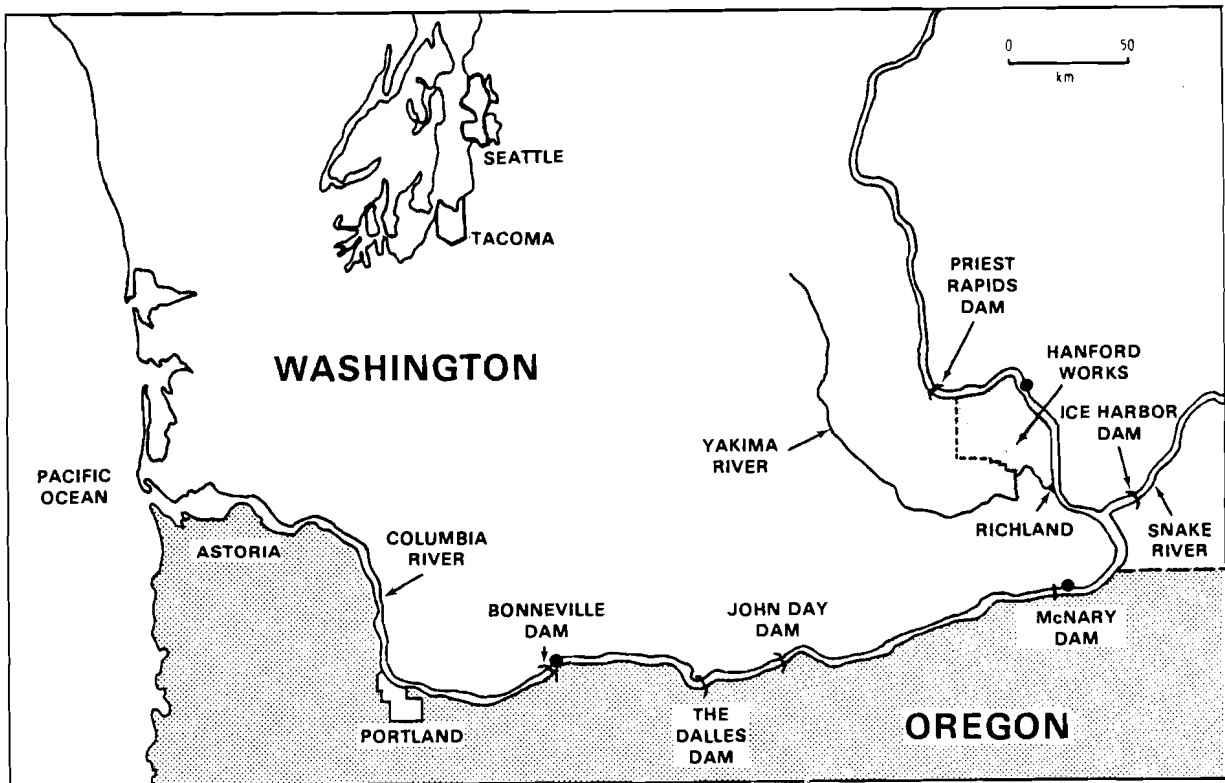 0 50
km
SEATTLE
TACOMA
PRIEST
RAPIDS
DAM
HANFORD
WORKS
WASHINGTON
ICE HARBOR
DAM
YAKIMA
RIVER
PACIFIC
OCEAN
RICHLAND
SNAKE
RIVER
ASTORIA
COLUMBIA
RIVER
BONNEVILLE
DAM
JOHN DAY
DAM
McNARY
DAM
PORTLAND
THE
DALLES
DAM
OREGON